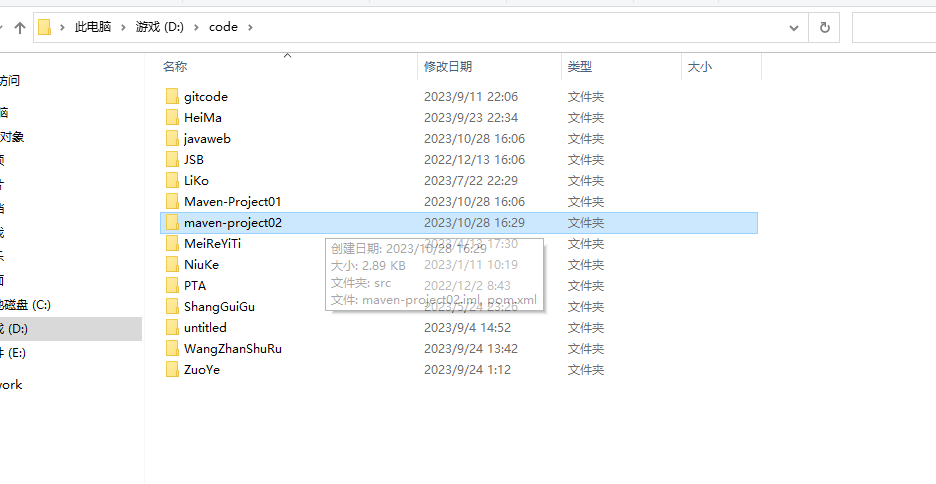 此电脑 › 游戏 (D:) › code ›
名称 修改日期 类型 大小
访问
脑
对象
档
乐
面
磁盘 (C:)
戏 (D:)
件 (E:)
work
gitcode 2023/9/11 22:06 文件夹
HeiMa 2023/9/23 22:34 文件夹
javaweb 2023/10/28 16:06 文件夹
JSB 2022/12/13 16:06 文件夹
LiKo 2023/7/22 22:29 文件夹
Maven-Project01 2023/10/28 16:06 文件夹
maven-project02 2023/10/28 16:29 文件夹
MeiReYiTi 2023/4/13 17:30 文件夹
NiuKe 2023/1/11 10:19 文件夹
PTA 2022/12/2 8:43 文件夹
ShangGuiGu 2023/5/24 23:26 文件夹
untitled 2023/9/4 14:52 文件夹
WangZhanShuRu 2023/9/24 13:42 文件夹
ZuoYe 2023/9/24 1:12 文件夹
创建日期: 2023/10/28 16:29
大小: 2.89 KB
文件夹: src
文件: maven-project02.iml, pom.xml